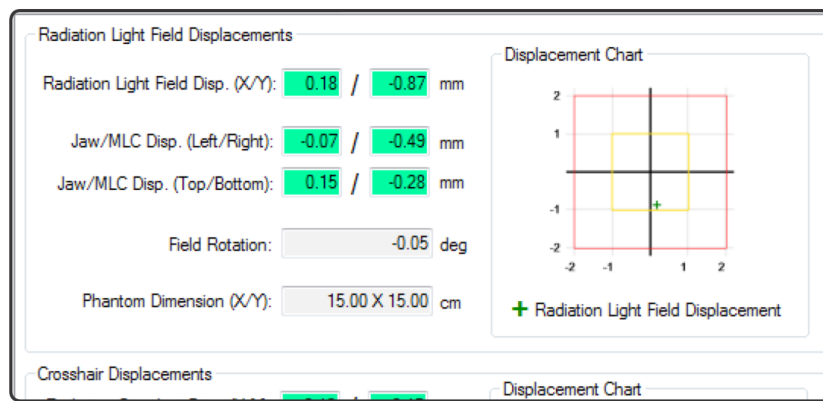 Radiation Light Field Displacements
Radiation Light Field Disp. (X/Y): 0.18 / -0.87 mm
Jaw/MLC Disp. (Left/Right): -0.07 / -0.49 mm
Jaw/MLC Disp. (Top/Bottom): 0.15 / -0.28 mm
Field Rotation: -0.05 deg
Phantom Dimension (X/Y): 15.00 X 15.00 cm
Displacement Chart
2
1
-1
-2
-2 -1 1 2
+ Radiation Light Field Displacement
Crosshair Displacements
Displacement Chart